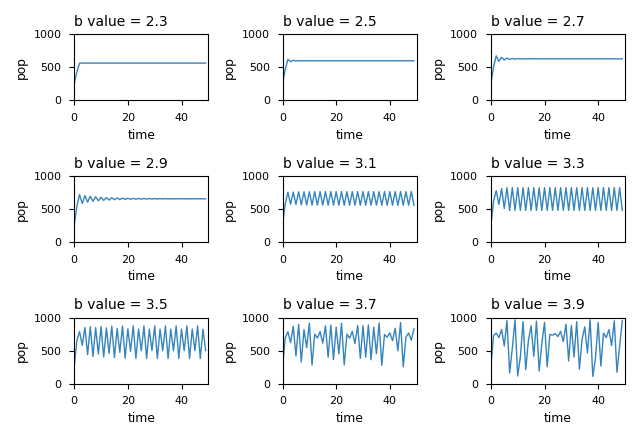 b value = 2.3
b value = 2.5
b value = 2.7
1000
500
0
pop
0 20 40
time
1000
500
0
pop
0 20 40
time
1000
500
0
pop
0 20 40
time
b value = 2.9
b value = 3.1
b value = 3.3
1000
500
0
pop
0 20 40
time
1000
500
0
pop
0 20 40
time
1000
500
0
pop
0 20 40
time
b value = 3.5
b value = 3.7
b value = 3.9
1000
500
0
pop
0 20 40
time
1000
500
0
pop
0 20 40
time
1000
500
0
pop
0 20 40
time